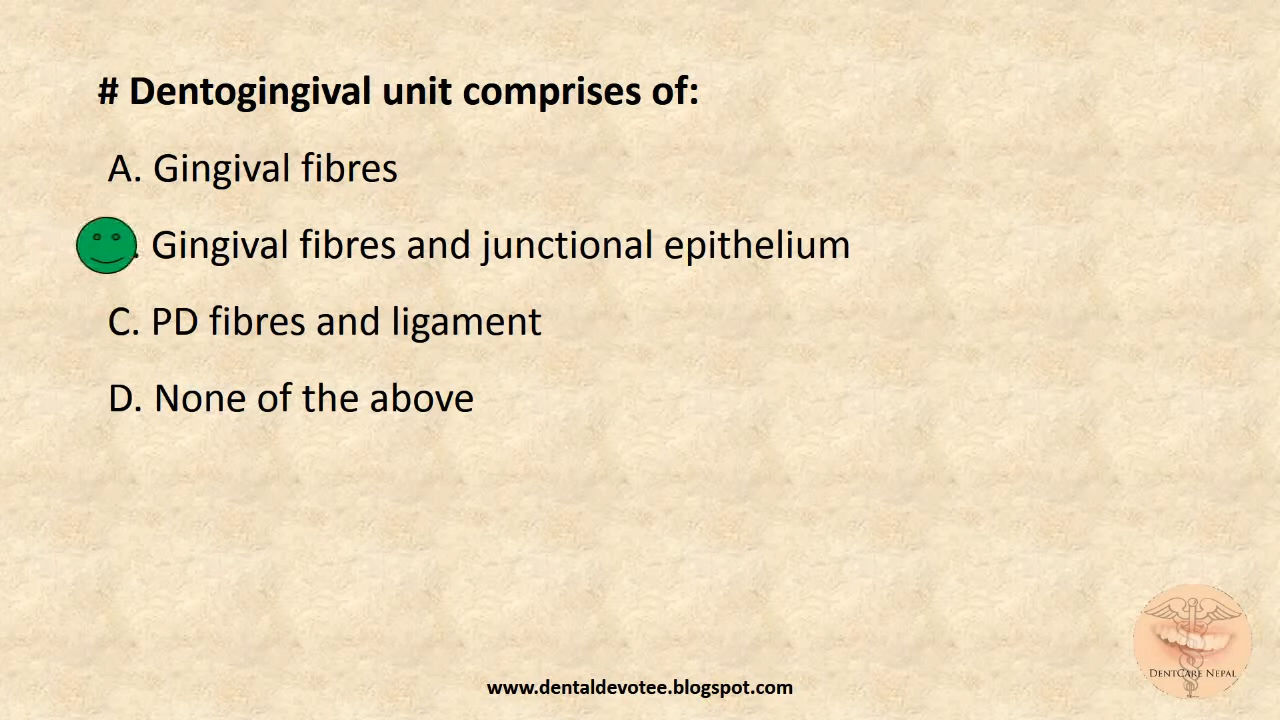 # Dentogingival unit comprises of:
A. Gingival fibres
. Gingival fibres and junctional epithelium
C. PD fibres and ligament
D. None of the above
DENTCARE NEPAL
www.dentaldevotee.blogspot.com